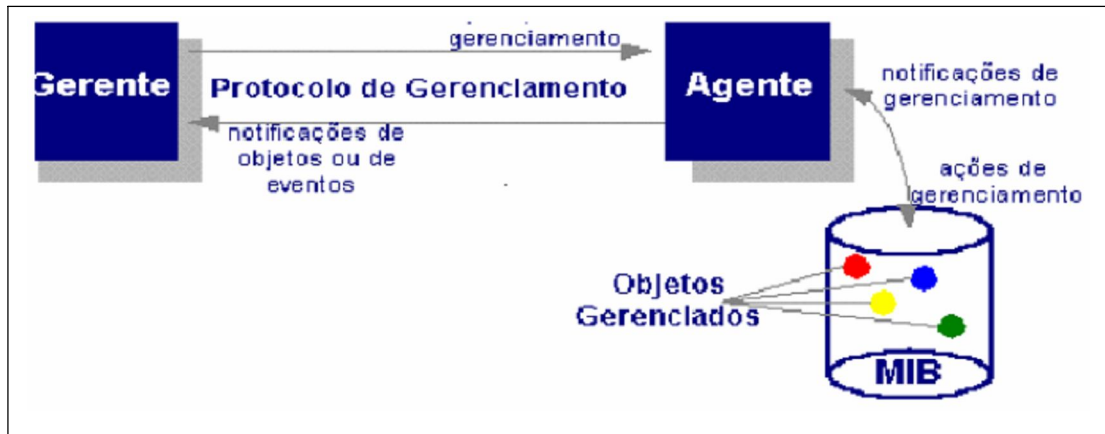 gerenciamento
Gerente
Protocolo de Gerenciamento
Agente
notificações de
objetos ou de
eventos
notificações de
gerenciamento
ações de
gerenciamento
Objetos
Gerenciados
MIB